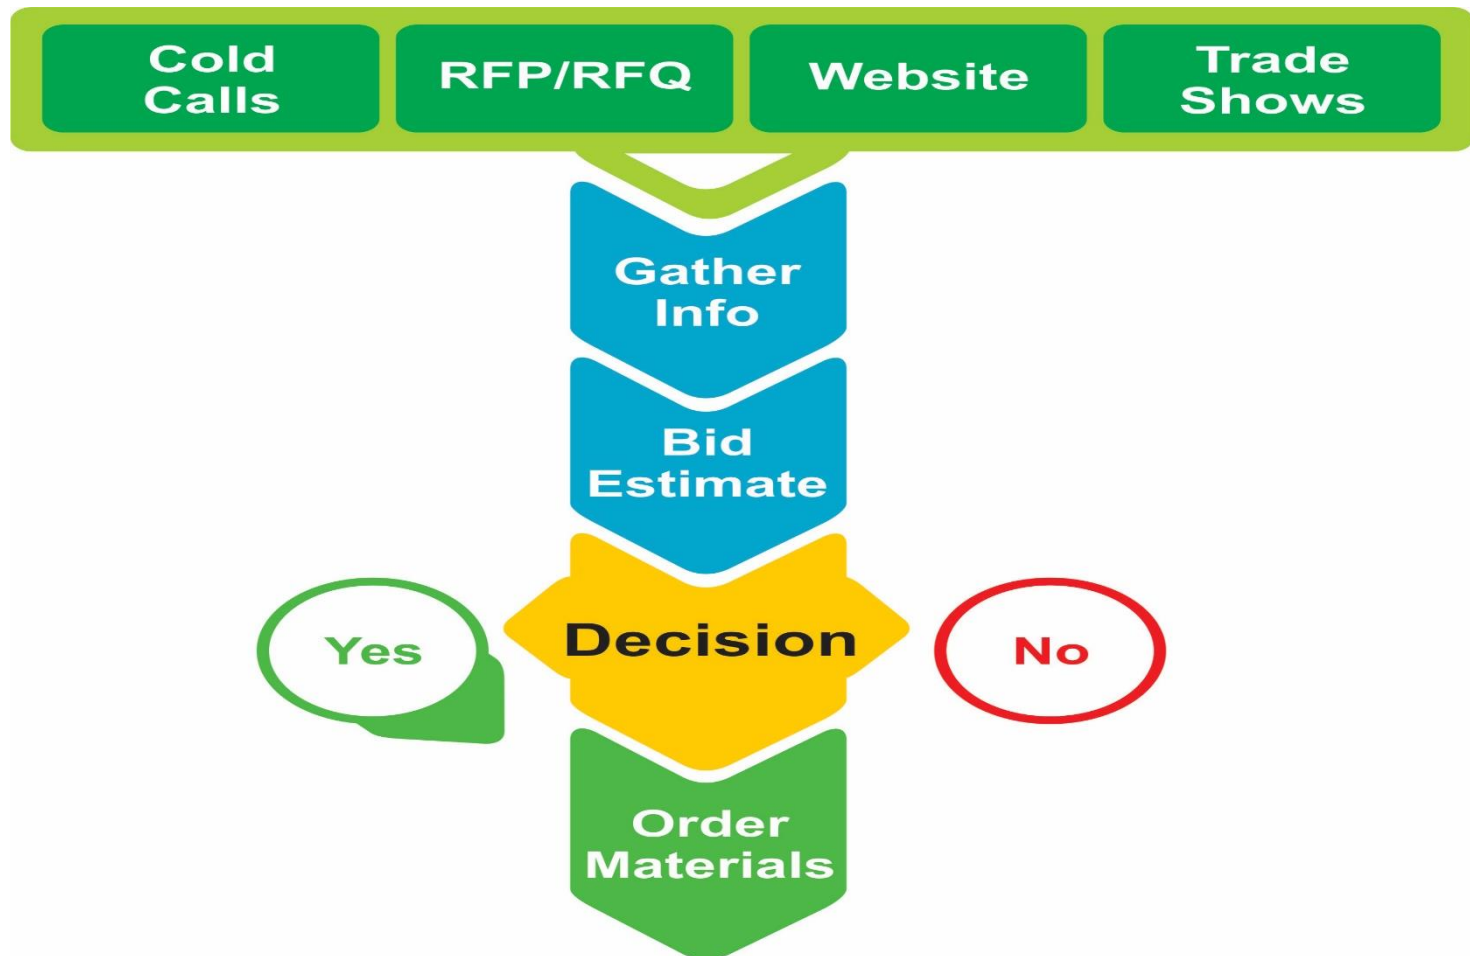 Cold
Calls
RFP/RFQ
Website
Trade
Shows
Gather
Info
Bid
Estimate
Yes
Decision
No
Order
Materials